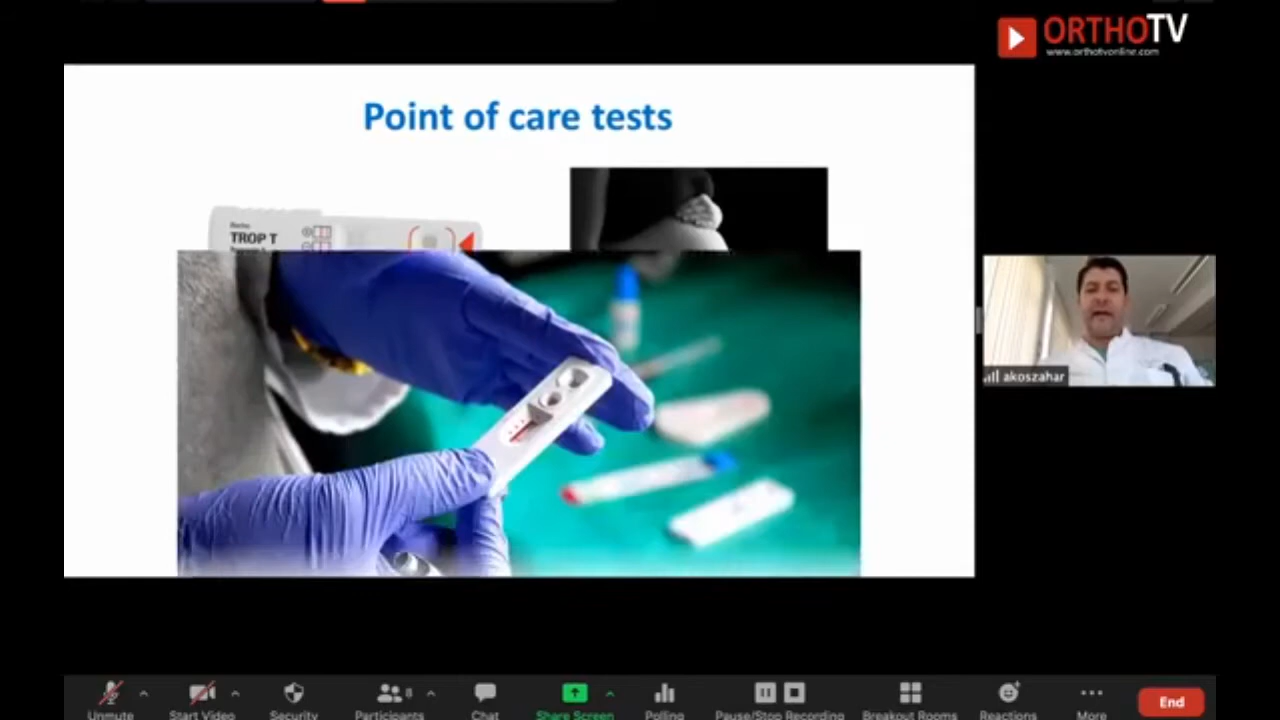 ORTHOTV
www.orthotvonline.com
Point of care tests
Roche
TROP T
akoszahar
8
Unmute
Start Video
Security
Participants
Chat
Share Screen
Polling
Pause/Stop Recording
Breakout Rooms
Reactions
More
End